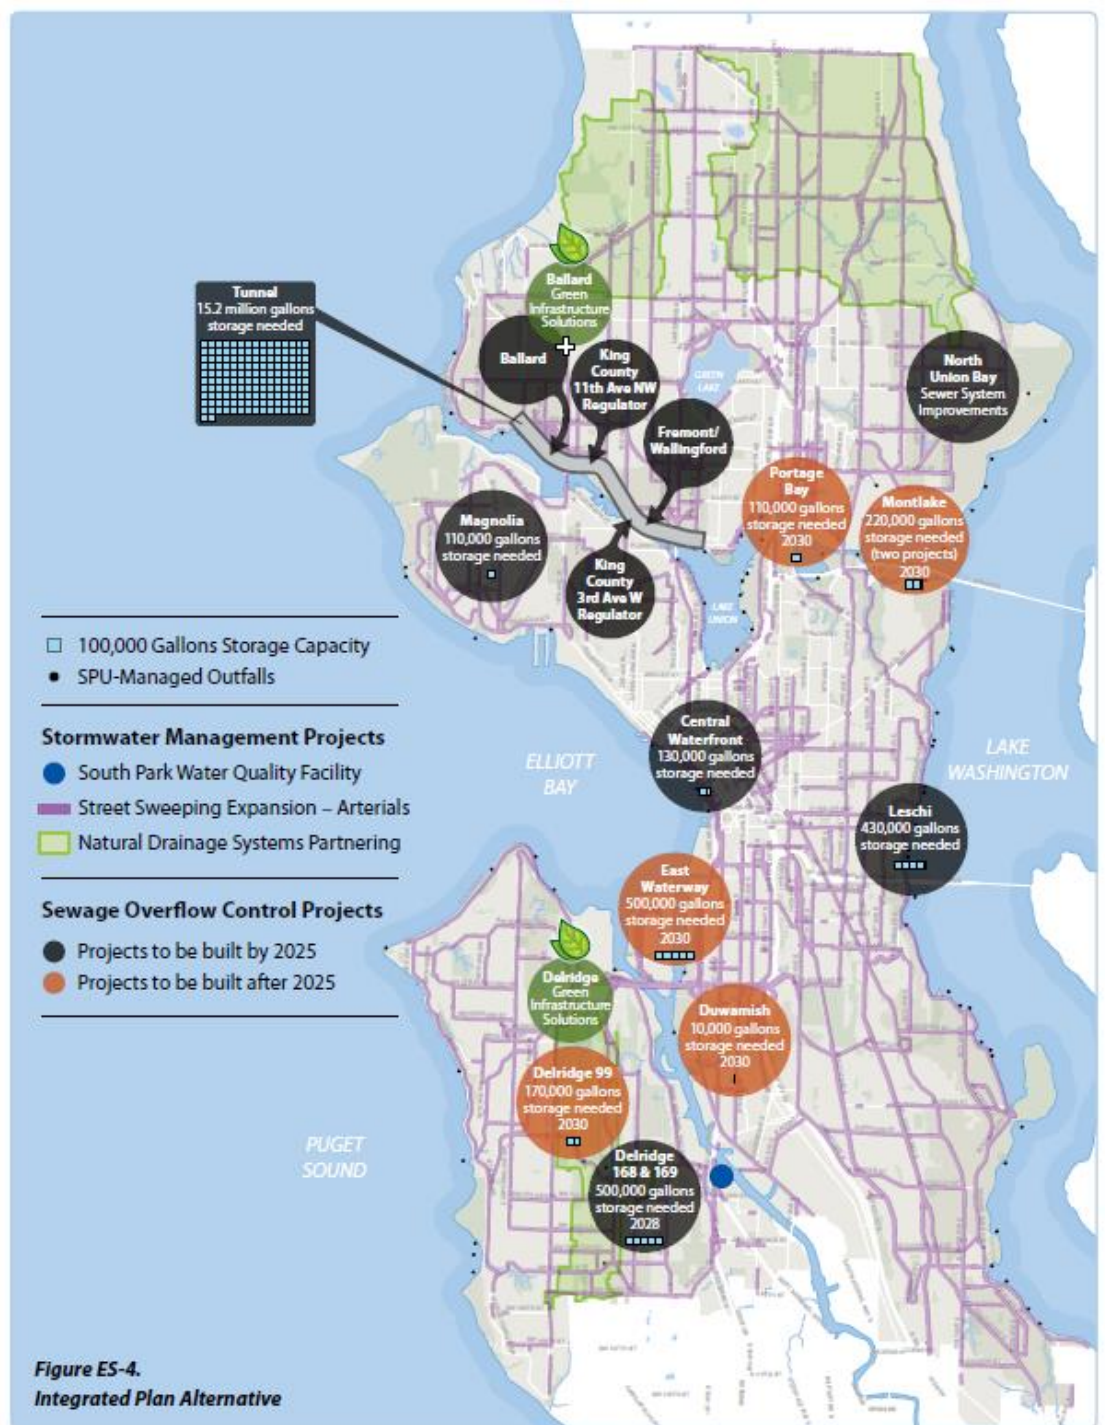 Tunnel
15.2 million gallons
storage needed
Ballard
Green
Infrastructure
Solutions
Ballard
King
County
11th Ave NW
Regulator
Fremont/
Wallingford
GREEN
LAKE
North
Union Bay
Sewer System
Improvements
Portage
Bay
110,000 gallons
storage needed
2030
Montlake
220,000 gallons
storage needed
(two projects)
2030
Magnolia
110,000 gallons
storage needed
King
County
3rd Ave W
Regulator
LAKE
UNION
100,000 Gallons Storage Capacity
SPU-Managed Outfalls
Stormwater Management Projects
South Park Water Quality Facility
Street Sweeping Expansion – Arterials
Natural Drainage Systems Partnering
Sewage Overflow Control Projects
Projects to be built by 2025
Projects to be built after 2025
Central
Waterfront
130,000 gallons
storage needed
ELLIOTT
BAY
LAKE
WASHINGTON
Leschi
430,000 gallons
storage needed
East
Waterway
500,000 gallons
storage needed
2030
Delridge
Green
Infrastructure
Solutions
Duwamish
10,000 gallons
storage needed
2030
Delridge 99
170,000 gallons
storage needed
2030
Delridge
168 & 169
500,000 gallons
storage needed
2028
PUGET
SOUND
Figure ES-4.
Integrated Plan Alternative